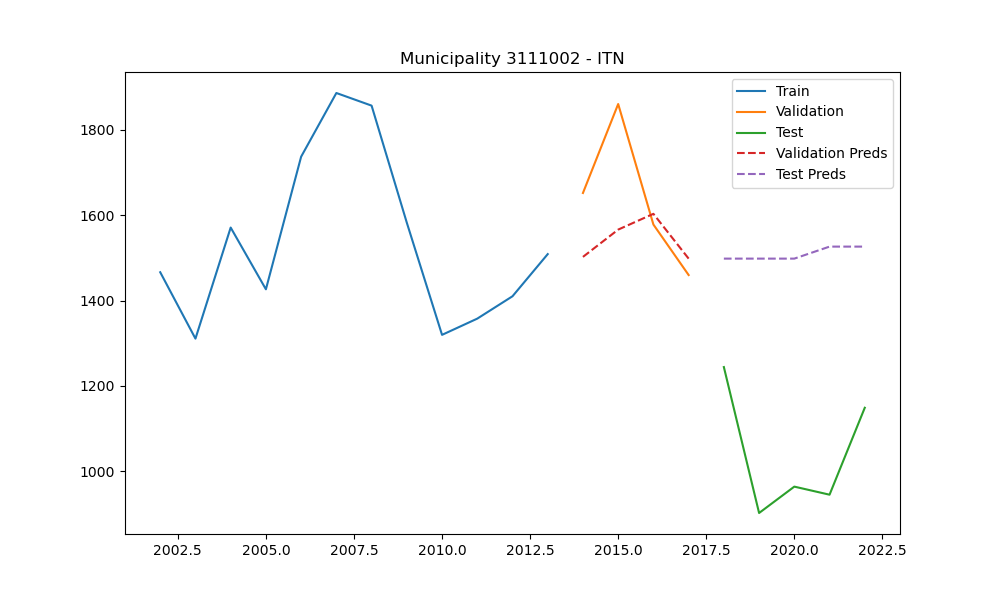 Municipality 3111002 - ITN
Train
Validation
Test
Validation Preds
Test Preds
1800
1600
1400
1200
1000
2002.5 2005.0 2007.5 2010.0 2012.5 2015.0 2017.5 2020.0 2022.5